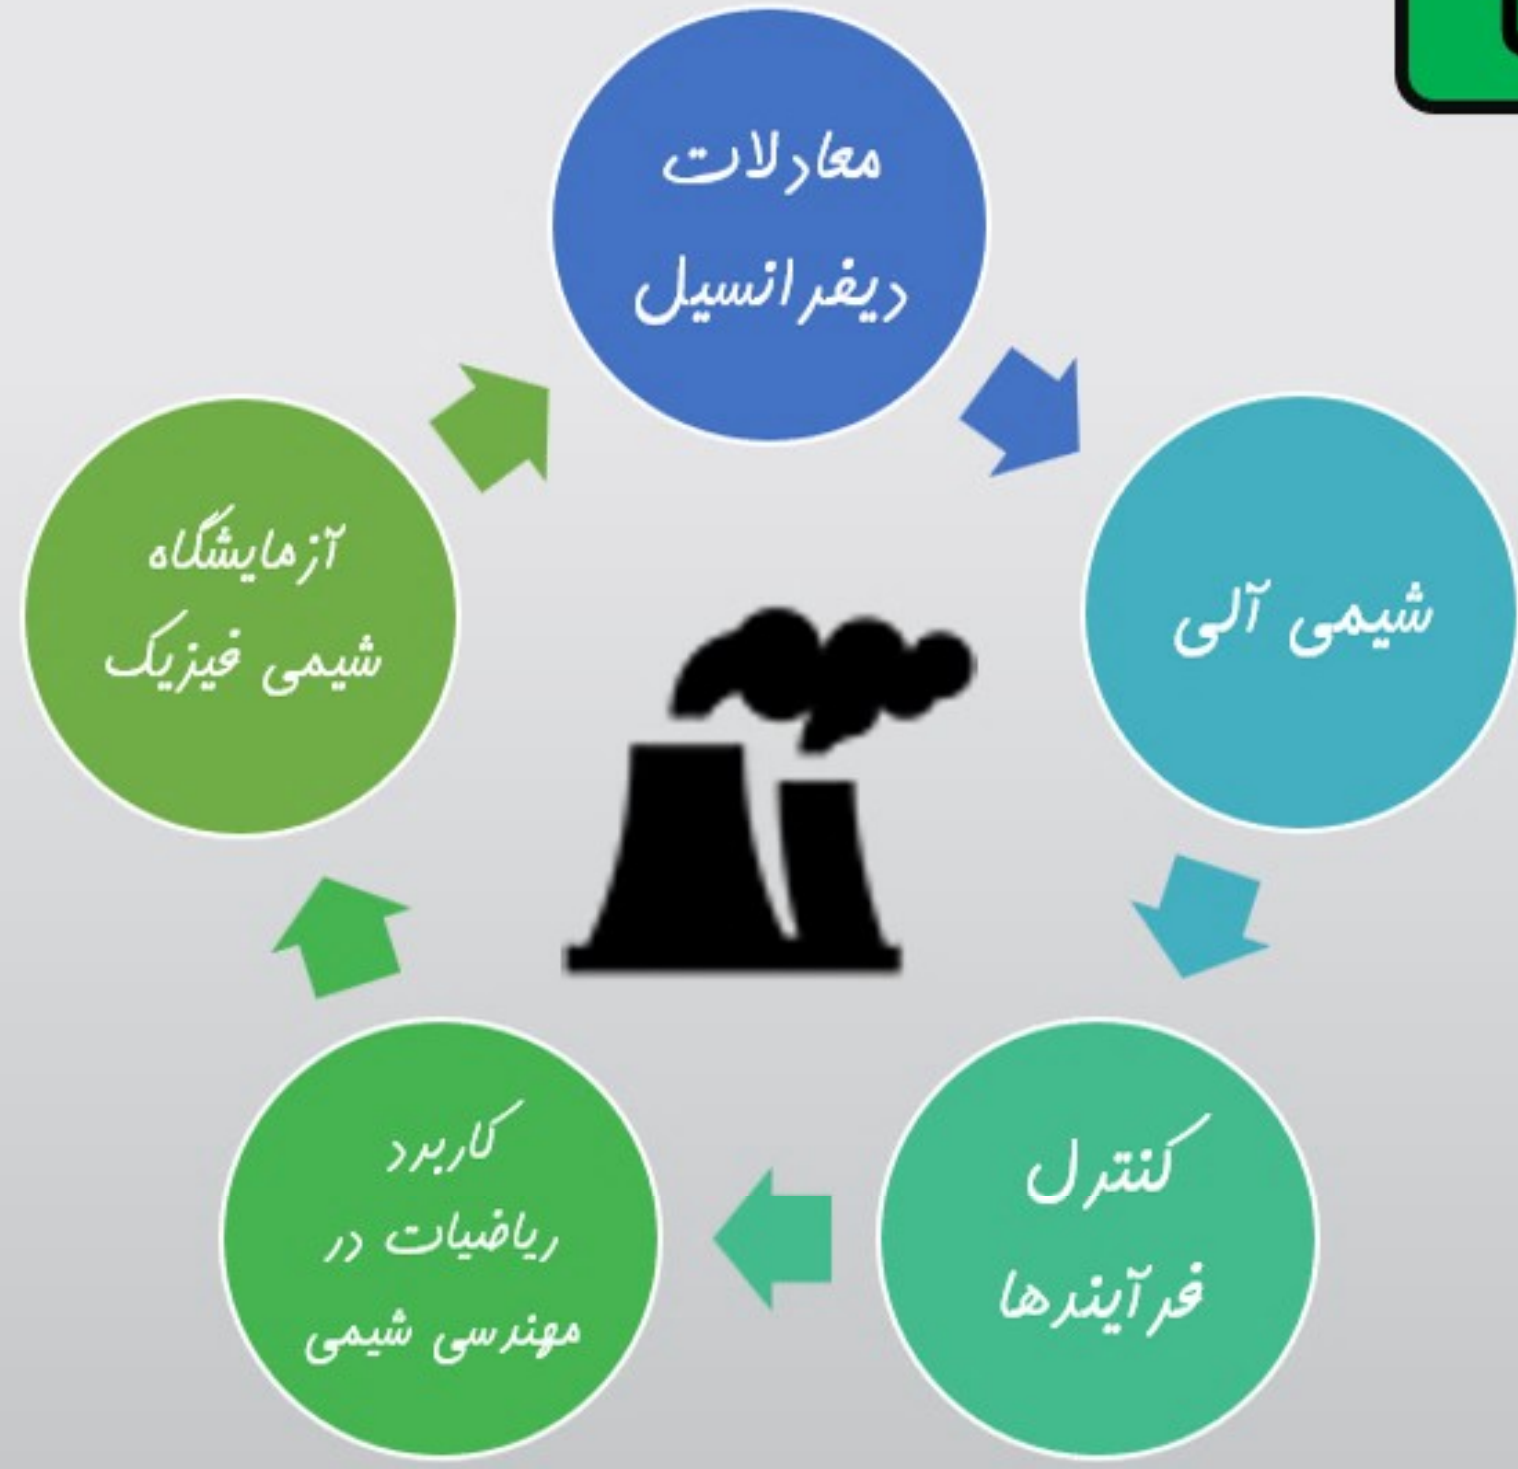 معادلات
دیفرانسیل
شیمی آلی
کنترل
فرآیندها
کاربرد
ریاضیات در
مهندسی شیمی
آزمایشگاه
شیمی فیزیک